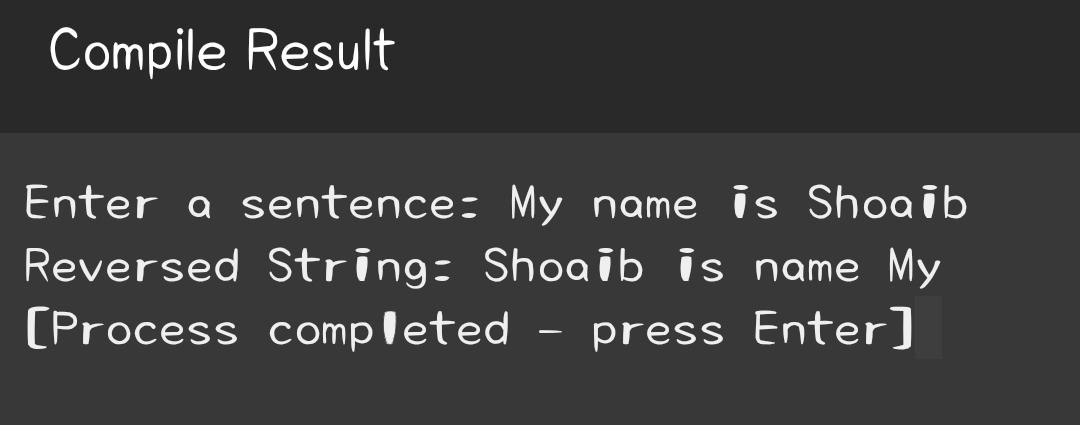 Compile Result
Enter a sentence: My name is Shoaib
Reversed String: Shoaib is name My
[Process completed - press Enter]